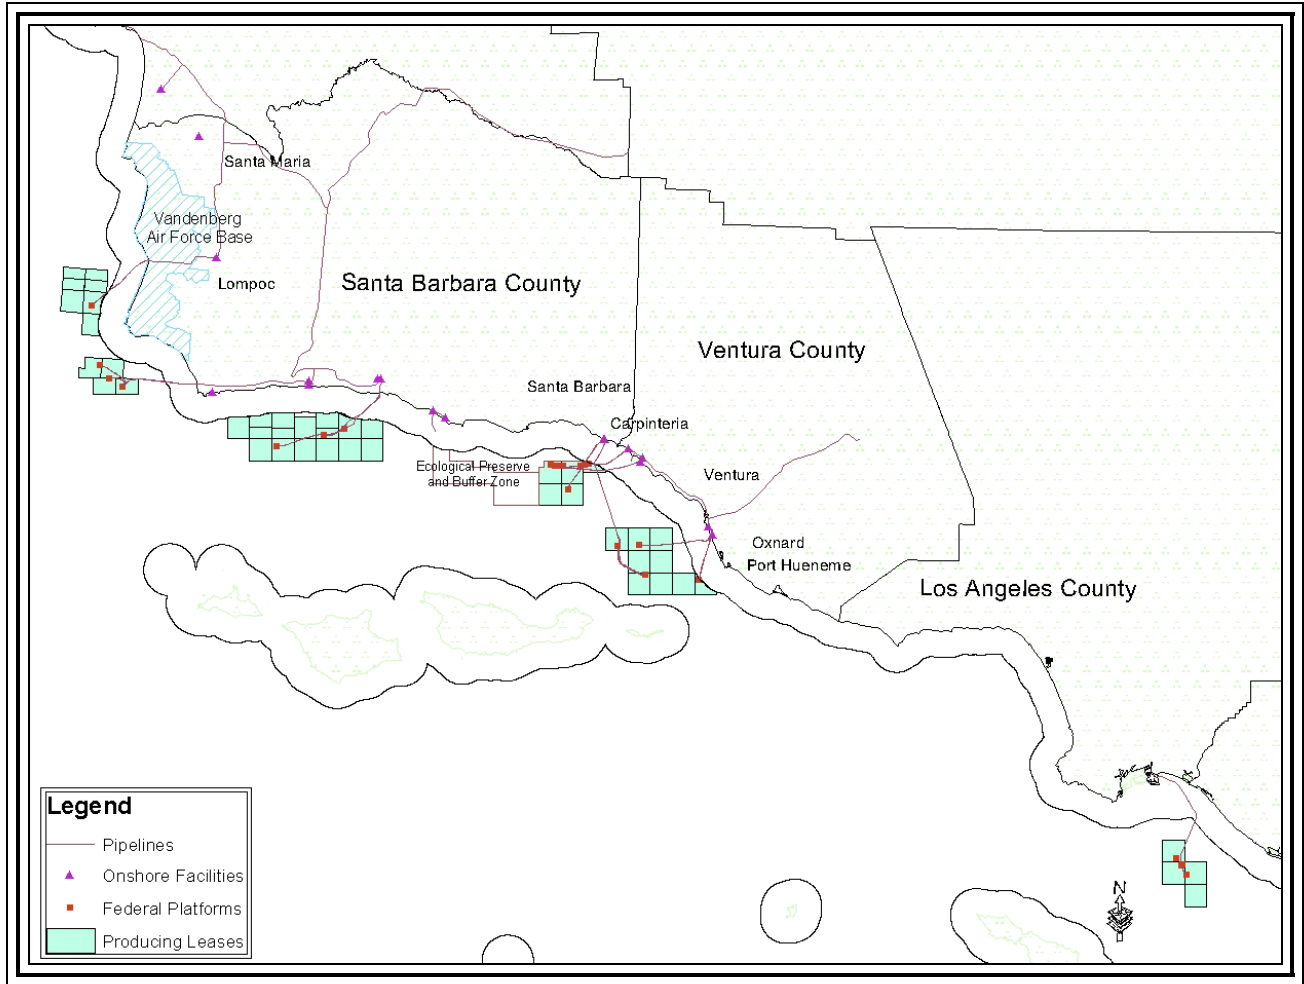 Santa Maria
Vandenberg
Air Force Base
Lompoc
Santa Barbara County
Ventura County
Santa Barbara
Carpinteria
Ecological Preserve
and Buffer Zone
Ventura
Oxnard
Port Hueneme
Los Angeles County
Legend
Pipelines
Onshore Facilities
Federal Platforms
Producing Leases
N